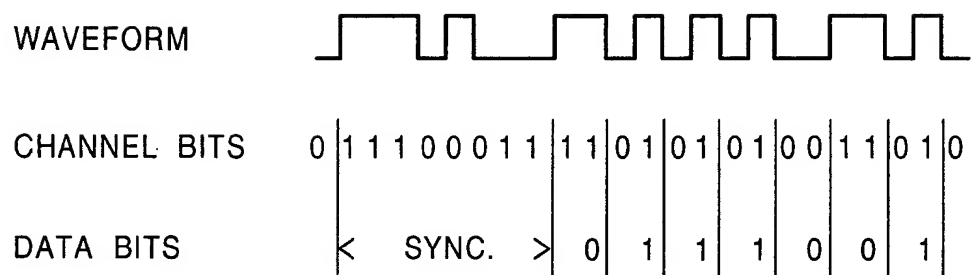 WAVEFORM
CHANNEL BITS 0 1 1 1 0 0 0 1 1 1 1 0 1 0 1 0 1 0 0 1 1 0 1 0
DATA BITS < SYNC. > 0 1 1 1 0 0 1